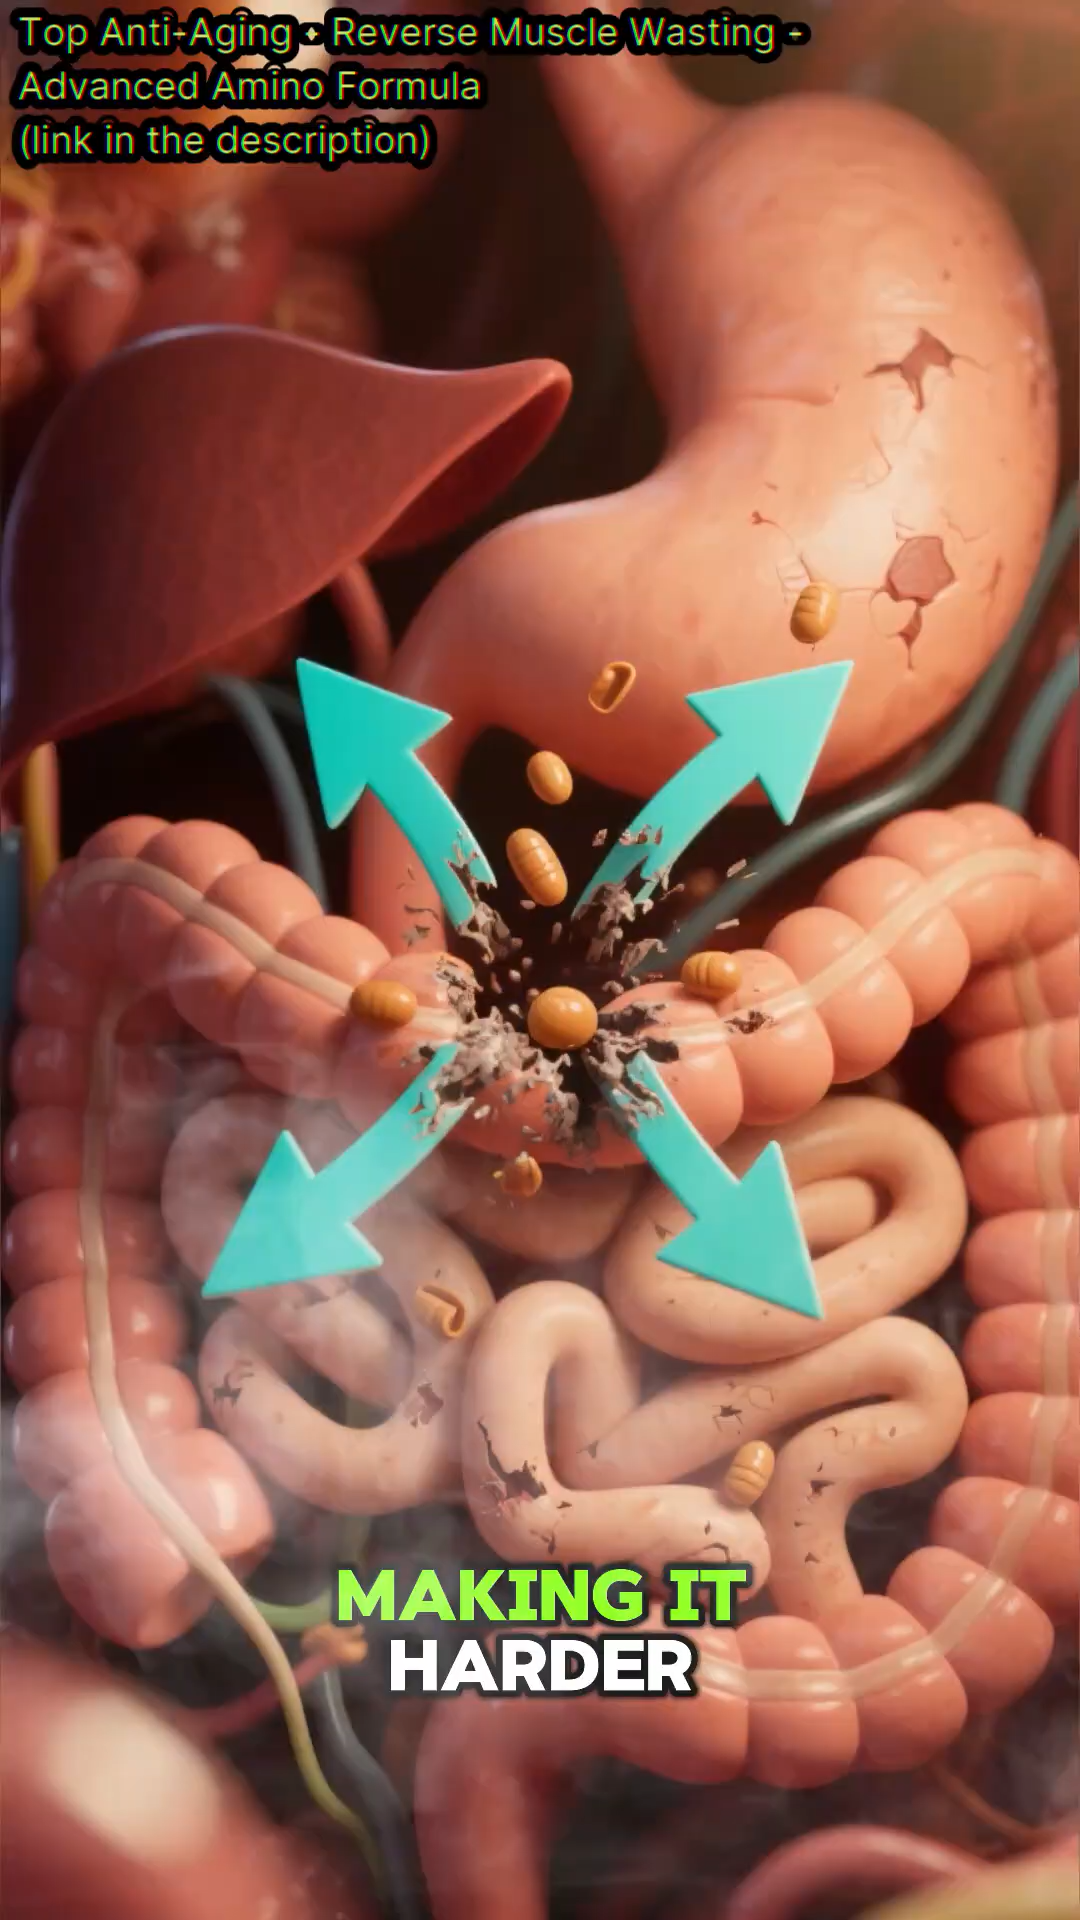 Top Anti-Aging • Reverse Muscle Wasting -
Advanced Amino Formula
(link in the description)
MAKING IT
HARDER